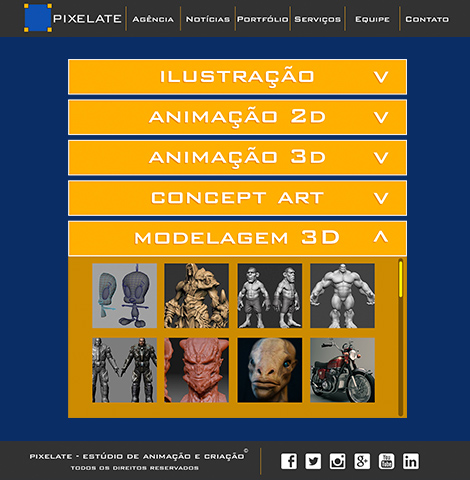 PIXELATE Agência Notícias Portfólio Serviços Equipe Contato
ILUSTRAÇÃO V
ANIMAÇÃO 2D V
ANIMAÇÃO 3D V
CONCEPT ART V
MODELAGEM 3D
PIXELATE - ESTÚDIO DE ANIMAÇÃO E CRIAÇÃO©
TODOS OS DIREITOS RESERVADOS
f g+ You Tube in